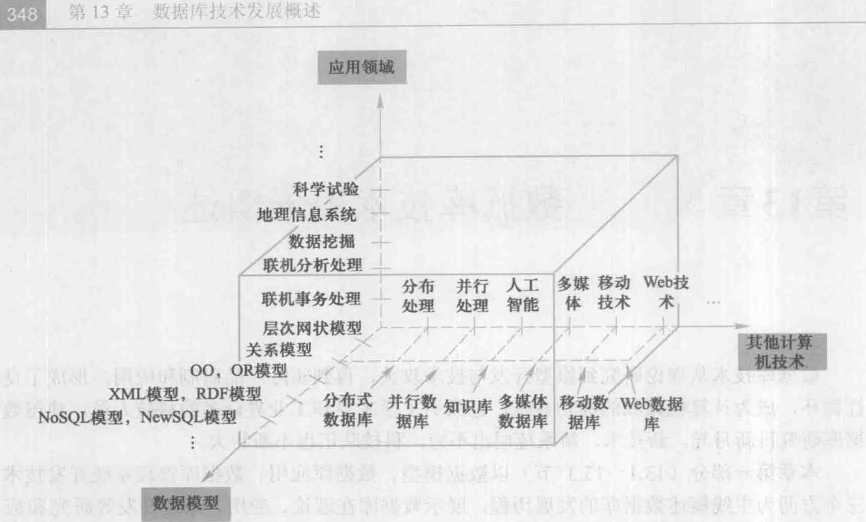 348 第 13 章 数据库技术发展概述
应用领域
⋮
科学试验
地理信息系统
数据挖掘
联机分析处理
联机事务处理
分布处理
并行处理
人工智能
多媒体
移动技术
Web技术
…
层次网状模型
关系模型
OO，OR模型
XML模型，RDF模型
NoSQL模型，NewSQL模型
⋮
其他计算机技术
分布式数据库
并行数据库
知识库
多媒体数据库
移动数据库
Web数据库
数据模型